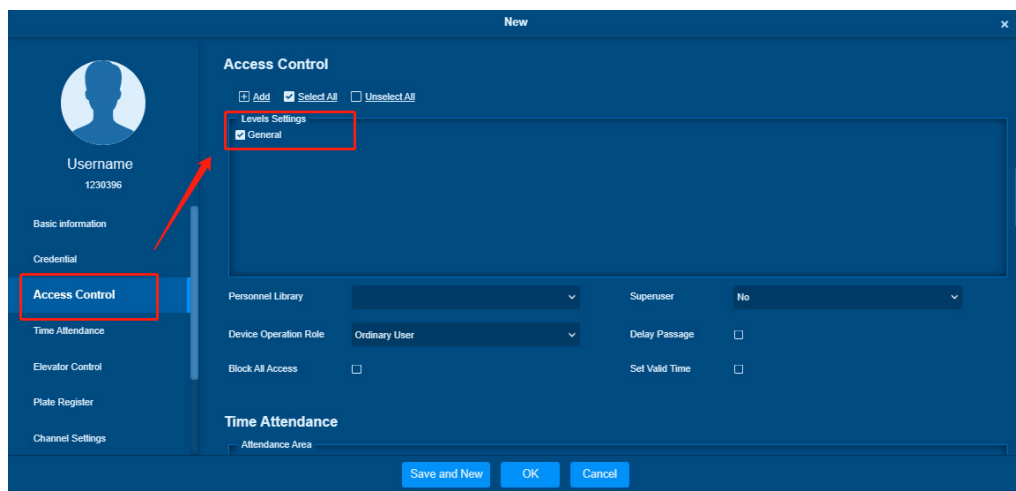 New
Access Control
Add Select All Unselect All
Levels Settings
General
Username
1230396
Basic information
Credential
Access Control
Time Attendance
Elevator Control
Plate Register
Channel Settings
Personnel Library
Superuser No
Device Operation Role Ordinary User
Delay Passage
Block All Access
Set Valid Time
Time Attendance
Attendance Area
Save and New OK Cancel